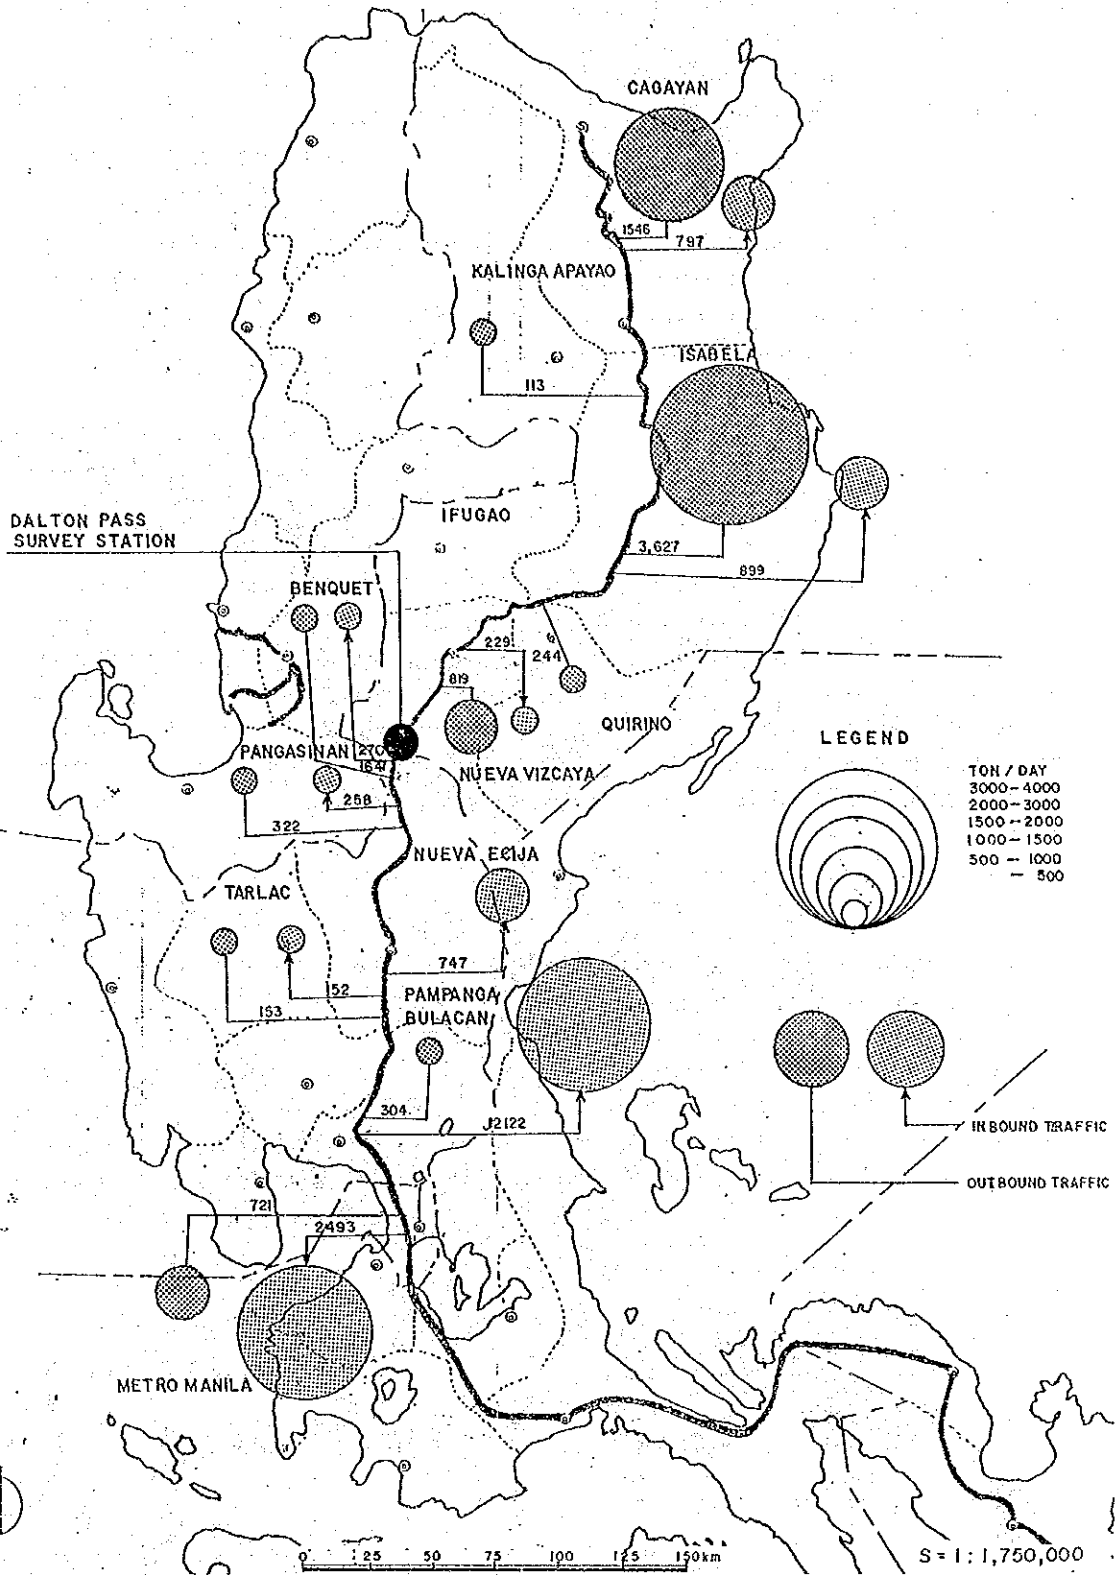 CAGAYAN
1546
797
KALINGA APAYAO
ISABELA
113
IFUGAO
DALTON PASS
SURVEY STATION
3,627
899
BENQUET
229
244
819
QUIRINO
LEGEND
PANGASINAN
270
164
NUEVA VIZCAYA
TON / DAY
3000-4000
2000-3000
1500-2000
1000-1500
500-1000
- 500
258
322
NUEVA ECIJA
TARLAC
747
152
153
PAMPANGA
BULACAN
304
2122
INBOUND TRAFFIC
OUTBOUND TRAFFIC
721
2493
METRO MANILA
0 25 50 75 100 125 150km
S=1:1,750,000